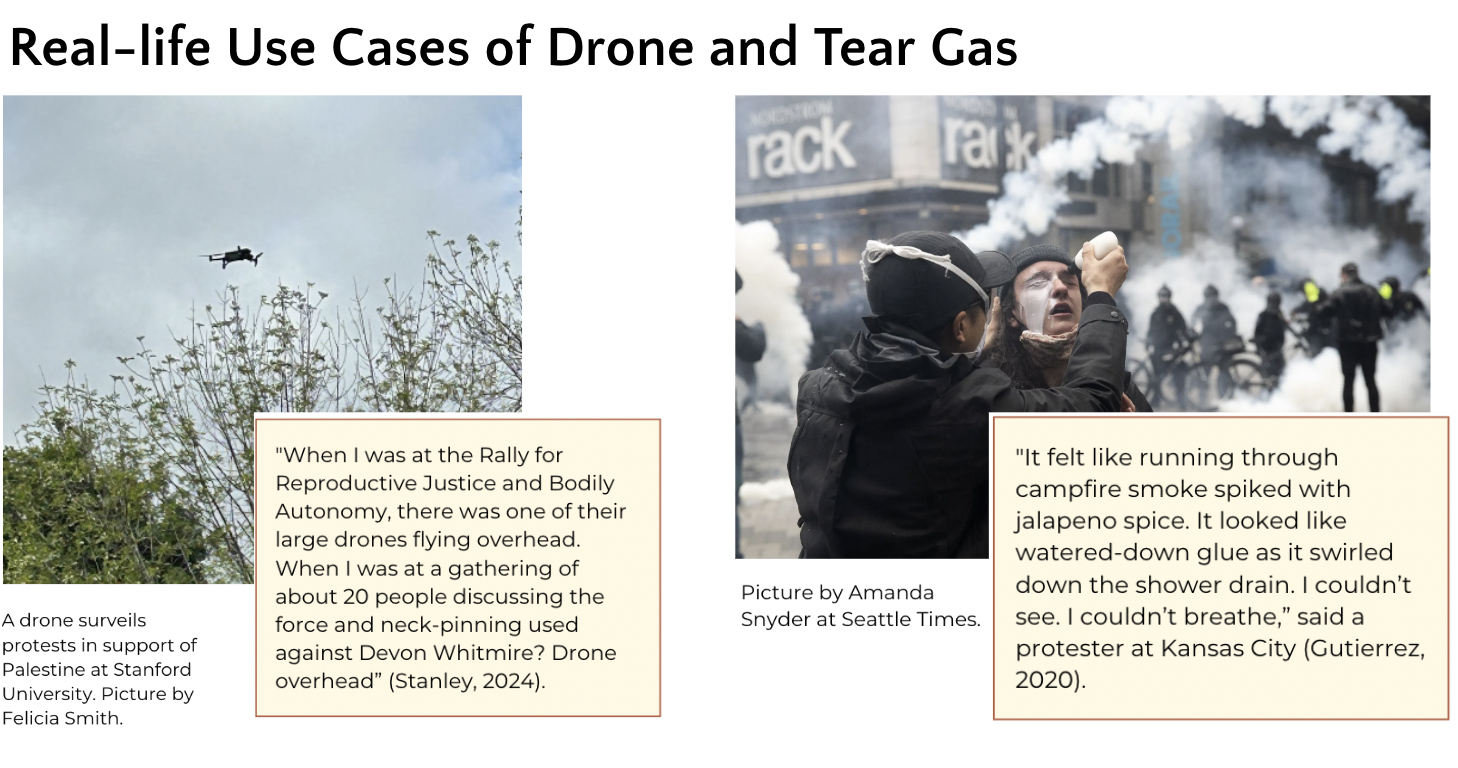 Real-life Use Cases of Drone and Tear Gas
"When I was at the Rally for
Reproductive Justice and Bodily
Autonomy, there was one of their
large drones flying overhead.
When I was at a gathering of
about 20 people discussing the
force and neck-pinning used
against Devon Whitmire? Drone
overhead” (Stanley, 2024).
A drone surveils
protests in support of
Palestine at Stanford
University. Picture by
Felicia Smith.
NORDSTROM
rack
rack
Picture by Amanda
Snyder at Seattle Times.
"It felt like running through
campfire smoke spiked with
jalapeno spice. It looked like
watered-down glue as it swirled
down the shower drain. I couldn’t
see. I couldn’t breathe,” said a
protester at Kansas City (Gutierrez,
2020).